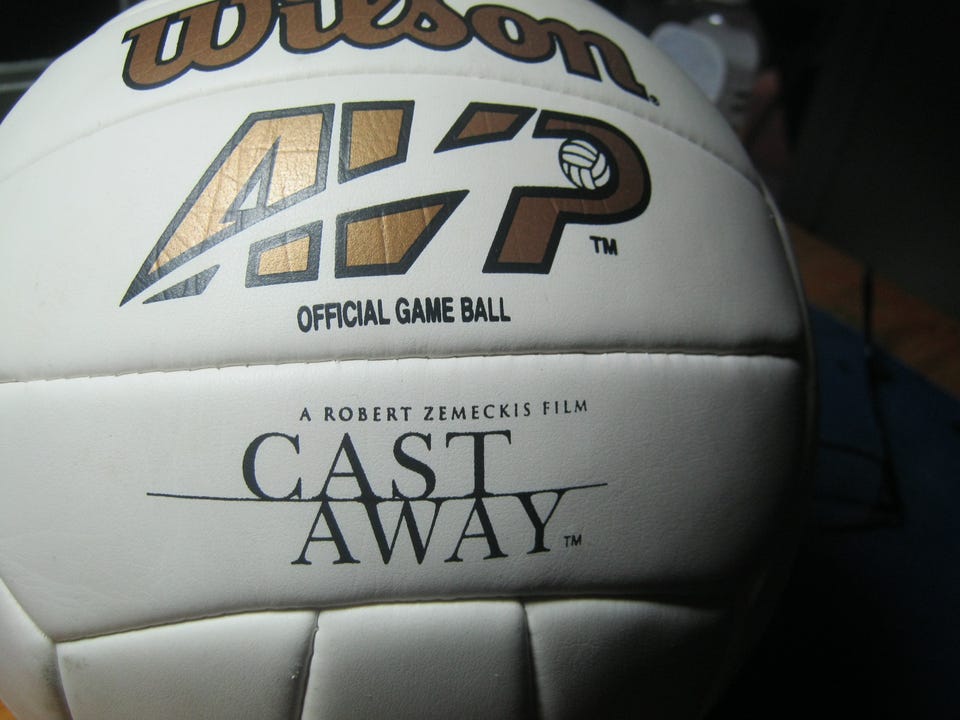 Wilson
AVP TM
OFFICIAL GAME BALL
A ROBERT ZEMECKIS FILM
CAST
AWAY TM